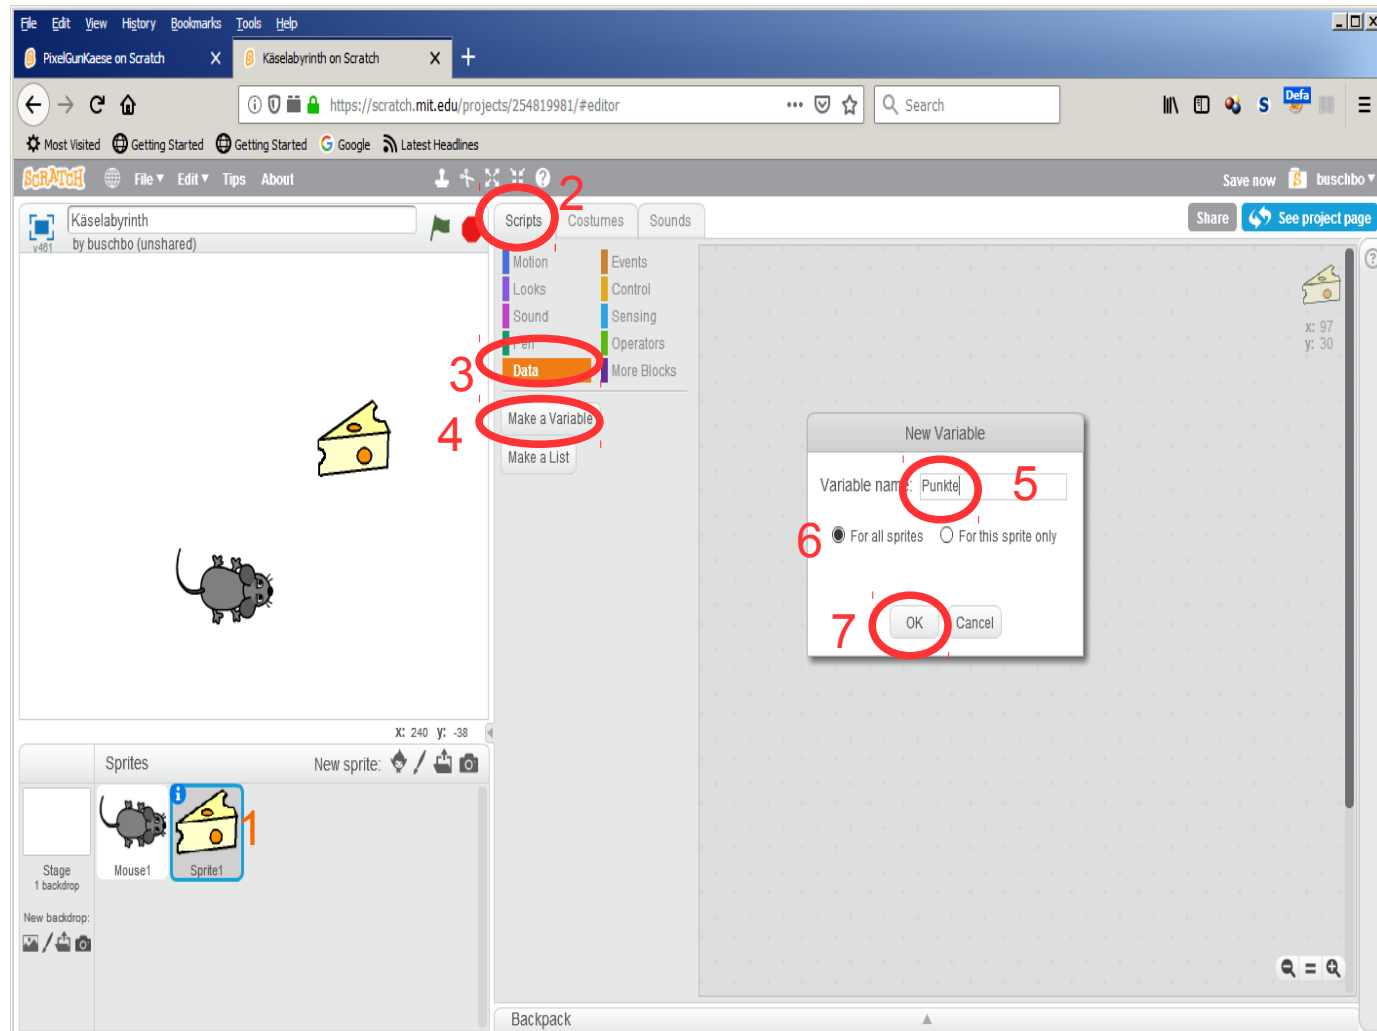 File Edit View History Bookmarks Tools Help
PixelGunKaese on Scratch X Käselabyrinth on Scratch X +
https://scratch.mit.edu/projects/254819981/#editor
Search
S
Defa
Most Visited Getting Started Getting Started Google Latest Headlines
SCRATCH File Edit Tips About
Save now buschbo
Käselabyrinth
by buschbo (unshared)
v461
2
Scripts Costumes Sounds
Share See project page
Motion Events
Looks Control
Sound Sensing
Pen Operators
Data More Blocks
3
Make a Variable
4
Make a List
x: 97
y: 30
New Variable
Variable name: Punkte
5
6
For all sprites For this sprite only
7
OK Cancel
X: 240 y: -38
Sprites New sprite:
1
Stage
1 backdrop
Mouse1 Sprite1
New backdrop:
Backpack